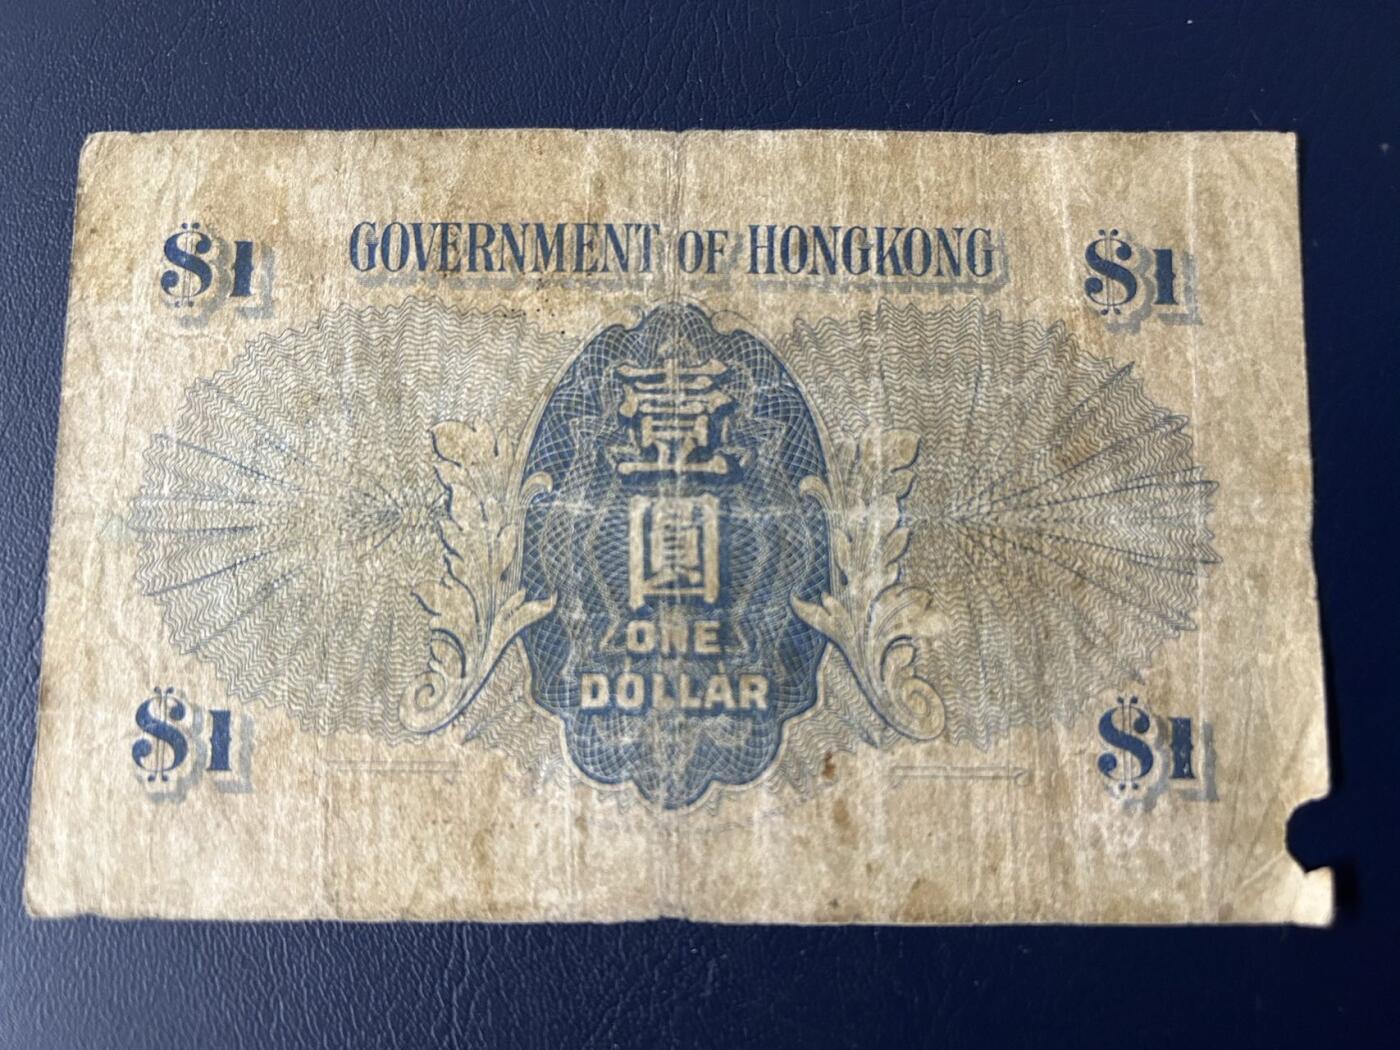 $1 GOVERNMENT OF HONGKONG $1
壹
圓
ONE
DOLLAR
$1 $1